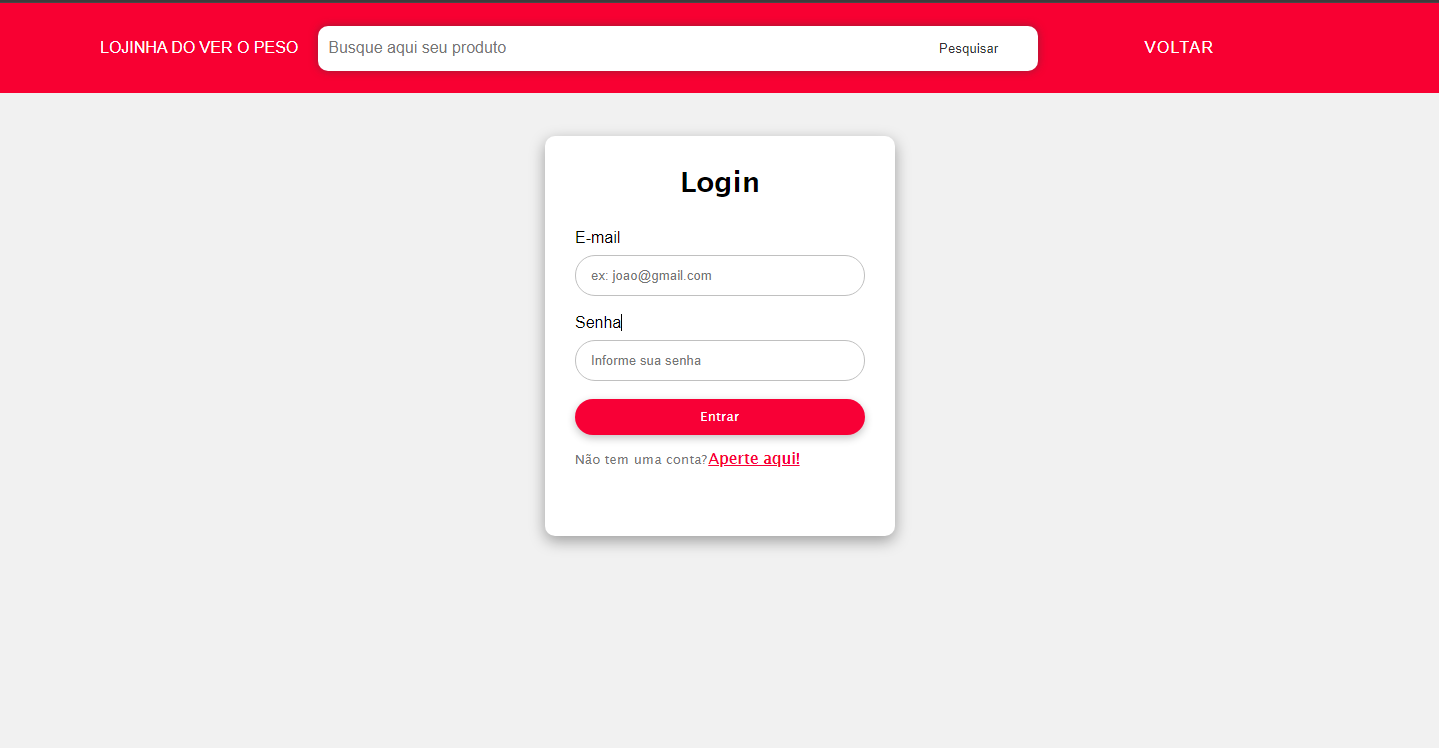 LOJINHA DO VER O PESO Busque aqui seu produto Pesquisar VOLTAR
Login
E-mail
ex: joao@gmail.com
Senha
Informe sua senha
Entrar
Não tem uma conta?Aperte aqui!